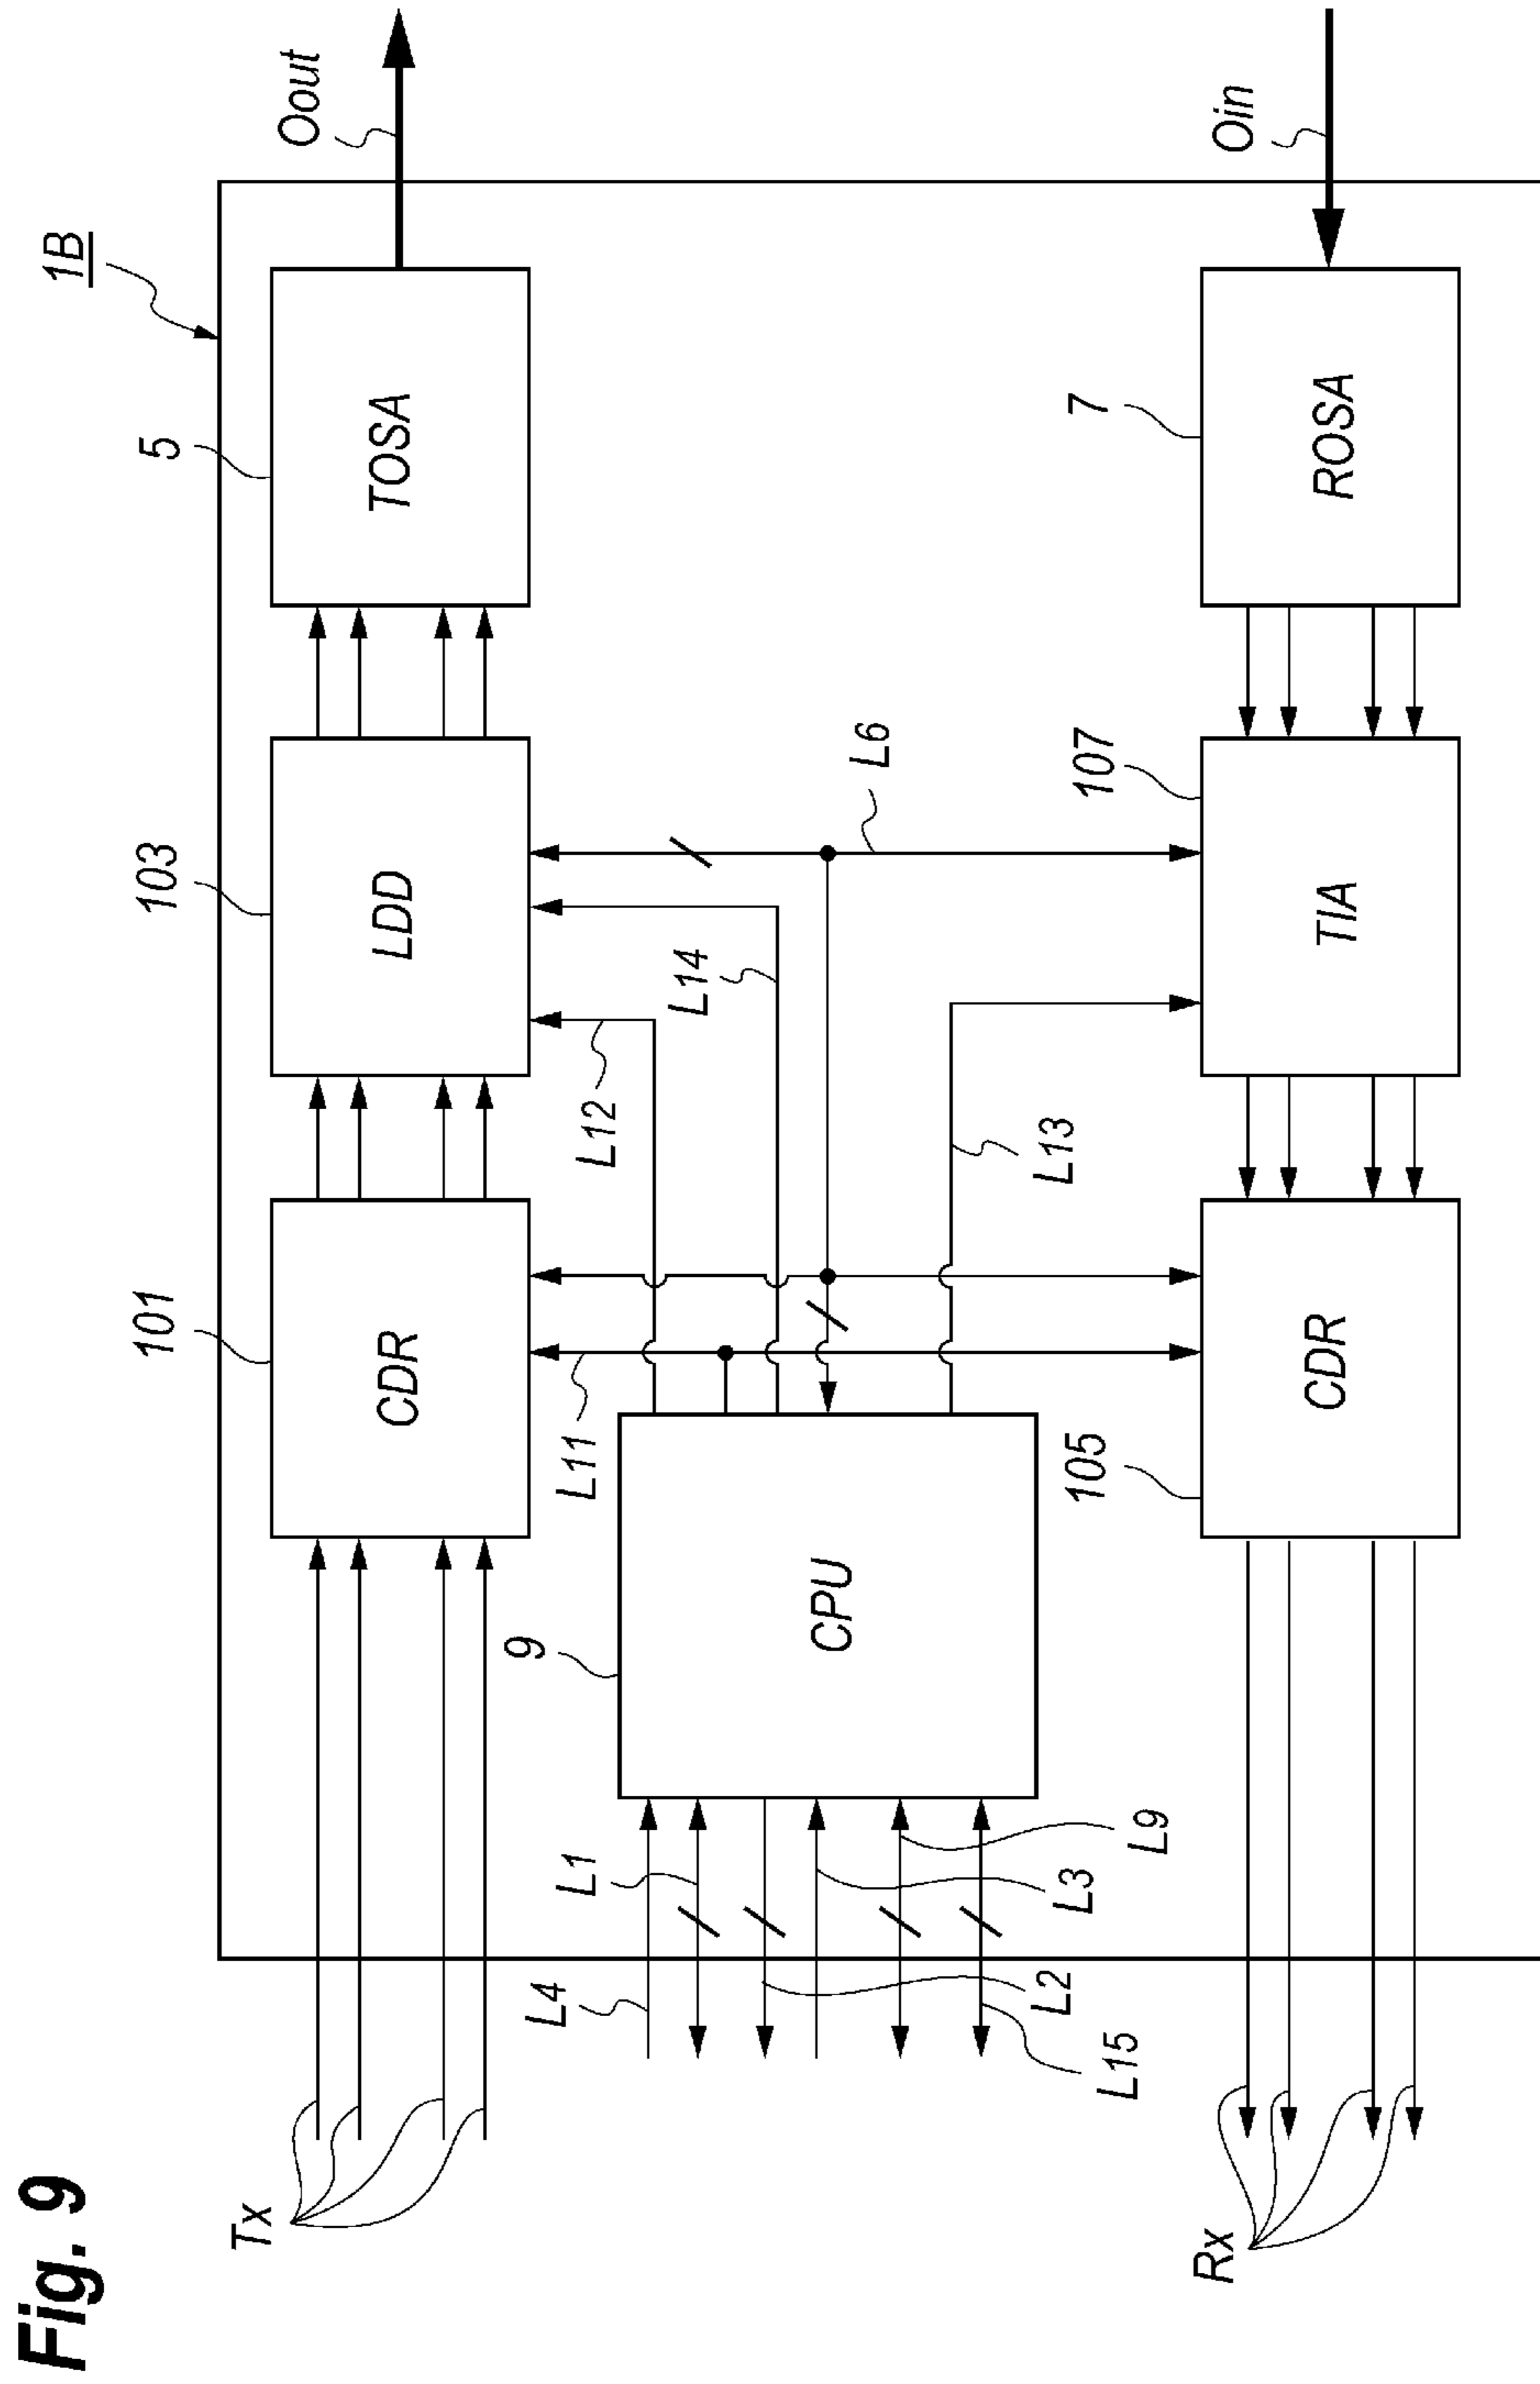 Fig. 9
1B
101
103
5
Tx
CDR
LDD
TOSA
Oout
L11
L12
L14
L6
9
L4
L1
CPU
L2
L3
L15
L9
L13
105
107
7
Rx
CDR
TIA
ROSA
Oin